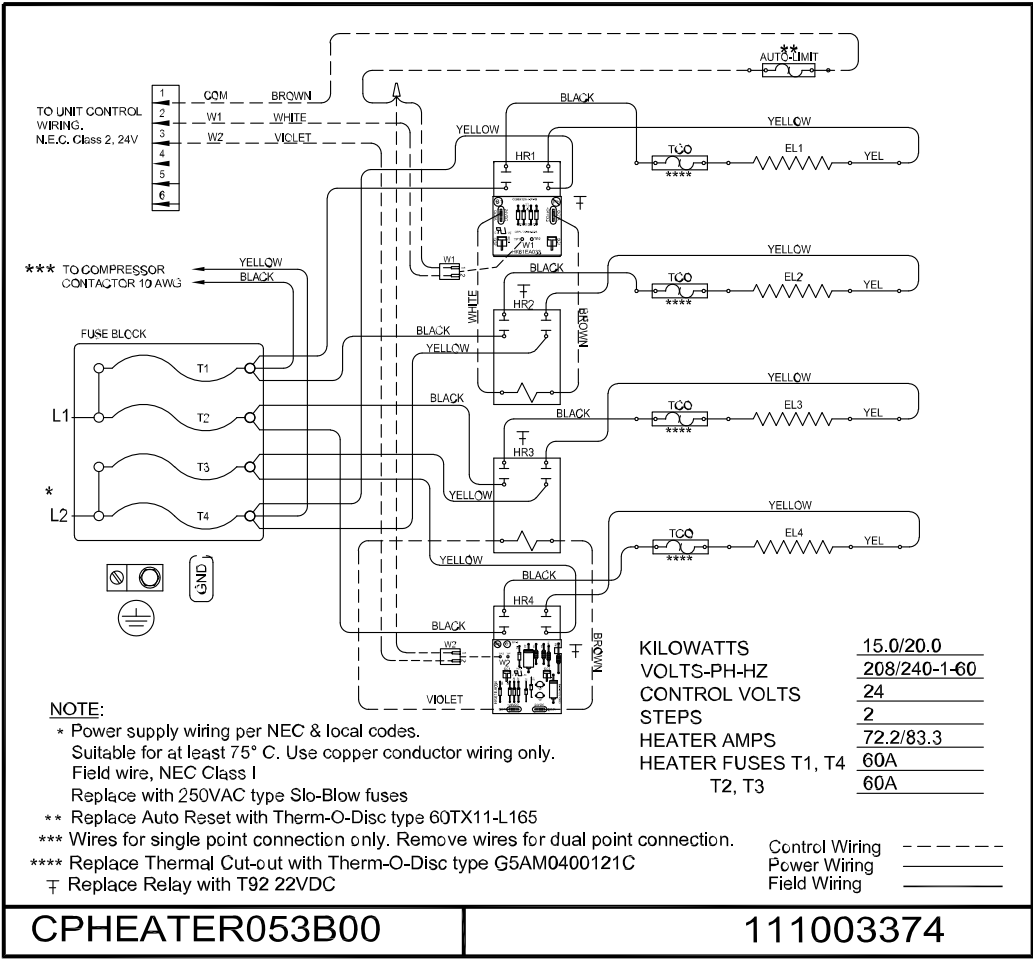 **
AUTO-LIMIT
1 COM BROWN
2 W1 WHITE
3 W2 VIOLET
4
5
6
TO UNIT CONTROL
WIRING.
N.E.C. Class 2, 24V
BLACK
YELLOW
YELLOW
HR1
TCO
****
EL1
YEL
W1
HR81EA033
W1
*** TO COMPRESSOR
CONTACTOR 10 AWG
YELLOW
BLACK
BLACK
YELLOW
WHITE
HR2
BROWN
TCO
****
EL2
YEL
FUSE BLOCK
BLACK
YELLOW
T1
T2
T3
T4
L1
*
L2
BLACK
BLACK
YELLOW
HR3
YELLOW
TCO
****
EL3
YEL
YELLOW
TCO
****
EL4
YEL
GND
YELLOW
BLACK
HR4
BLACK
W2
VIOLET
BROWN
KILOWATTS 15.0/20.0
VOLTS-PH-HZ 208/240-1-60
CONTROL VOLTS 24
STEPS 2
HEATER AMPS 72.2/83.3
HEATER FUSES T1, T4 60A
T2, T3 60A
NOTE:
* Power supply wiring per NEC & local codes.
Suitable for at least 75° C. Use copper conductor wiring only.
Field wire, NEC Class I
Replace with 250VAC type Slo-Blow fuses
** Replace Auto Reset with Therm-O-Disc type 60TX11-L165
*** Wires for single point connection only. Remove wires for dual point connection.
**** Replace Thermal Cut-out with Therm-O-Disc type G5AM0400121C
Replace Relay with T92 22VDC
Control Wiring
Power Wiring
Field Wiring
CPHEATER053B00
111003374